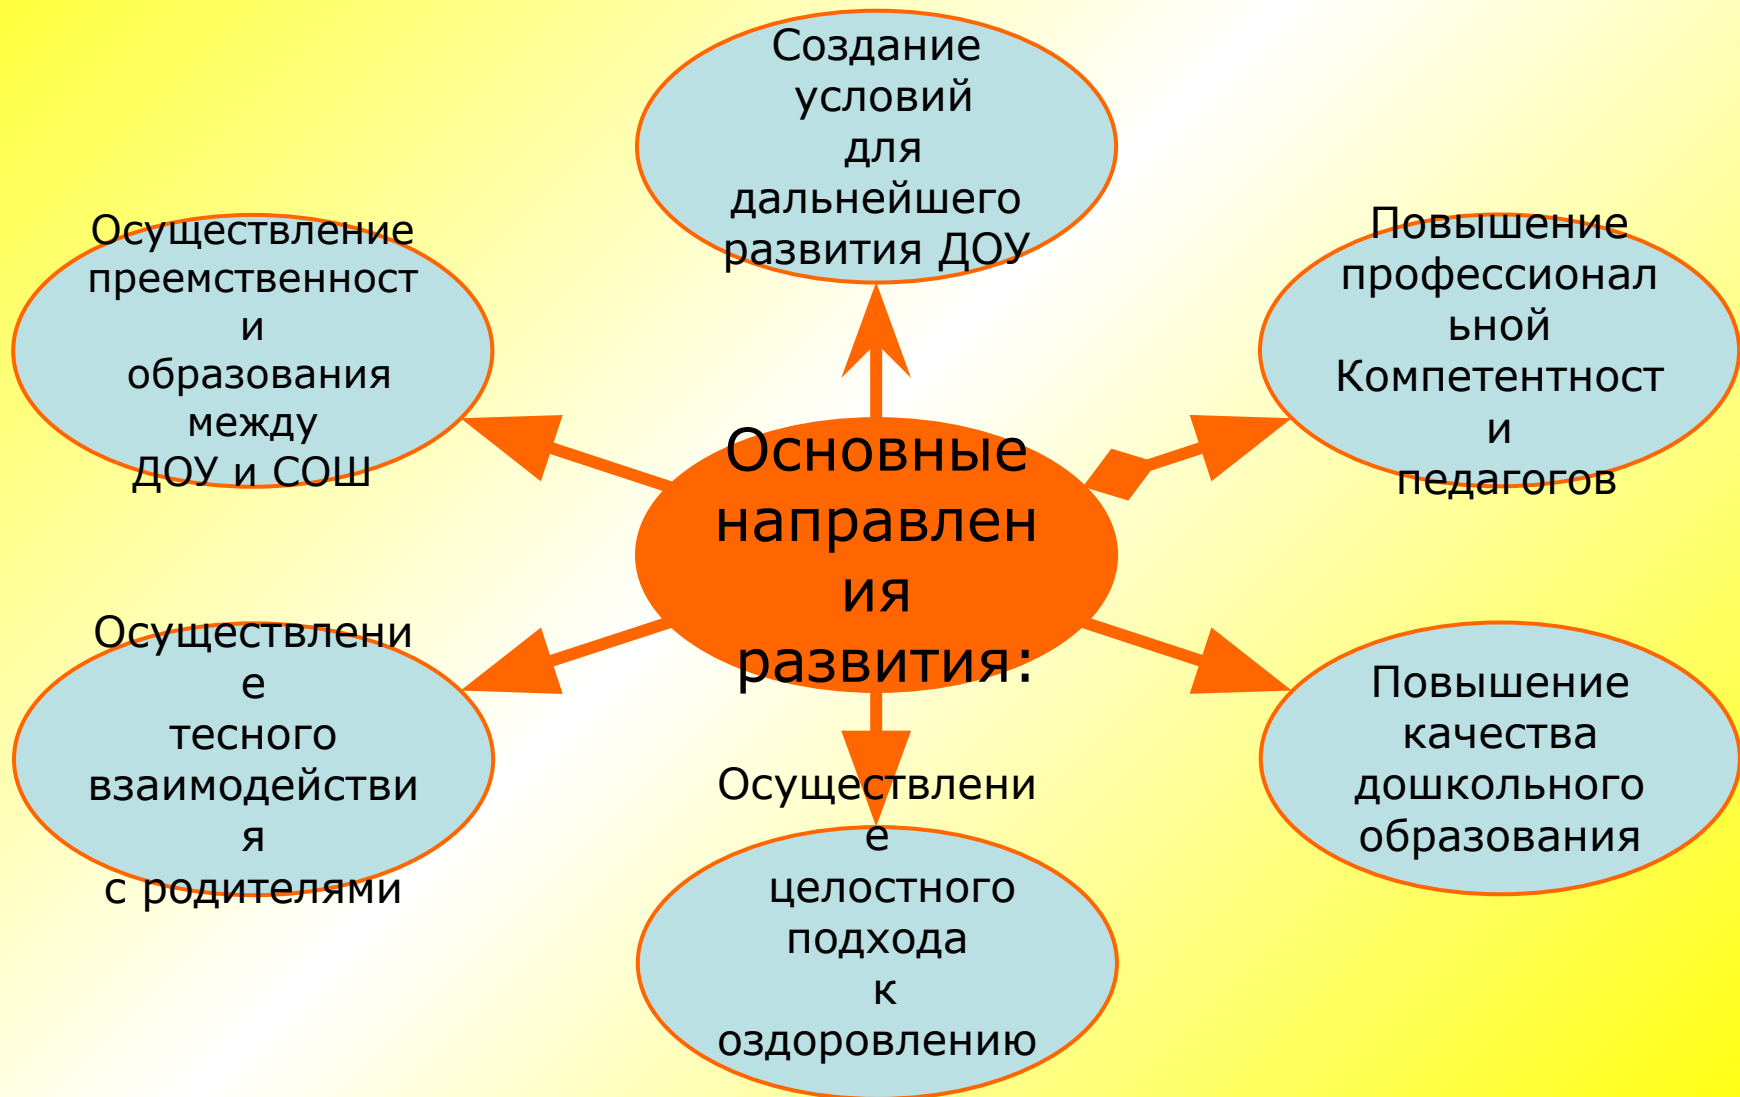 Создание
условий
для
дальнейшего
развития ДОУ
Осуществление
преемственност
и
образования
между
ДОУ и СОШ
Повышение
профессионал
ьной
Компетентност
и
педагогов
Основные
направлен
ия
развития:
Осуществлени
е
тесного
взаимодействи
я
с родителями
Повышение
качества
дошкольного
образования
Осуществлени
е
целостного
подхода
к
оздоровлению